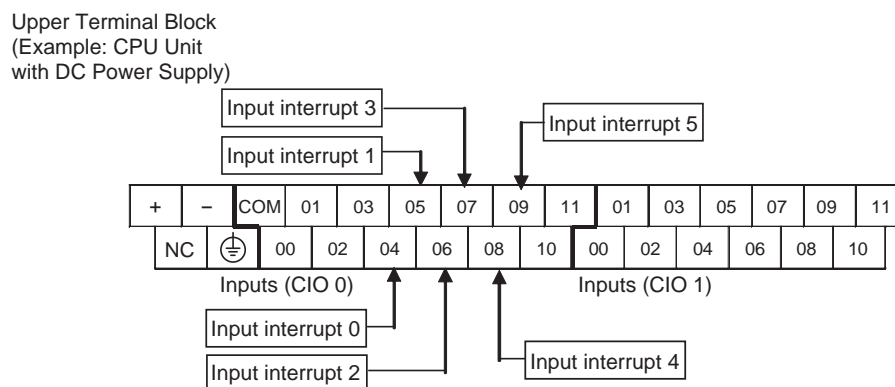 Upper Terminal Block
(Example: CPU Unit
with DC Power Supply)
Input interrupt 3
Input interrupt 5
Input interrupt 1
+ − COM 01 03 05 07 09 11 01 03 05 07 09 11
NC 00 02 04 06 08 10 00 02 04 06 08 10
Inputs (CIO 0) Inputs (CIO 1)
Input interrupt 0
Input interrupt 2
Input interrupt 4